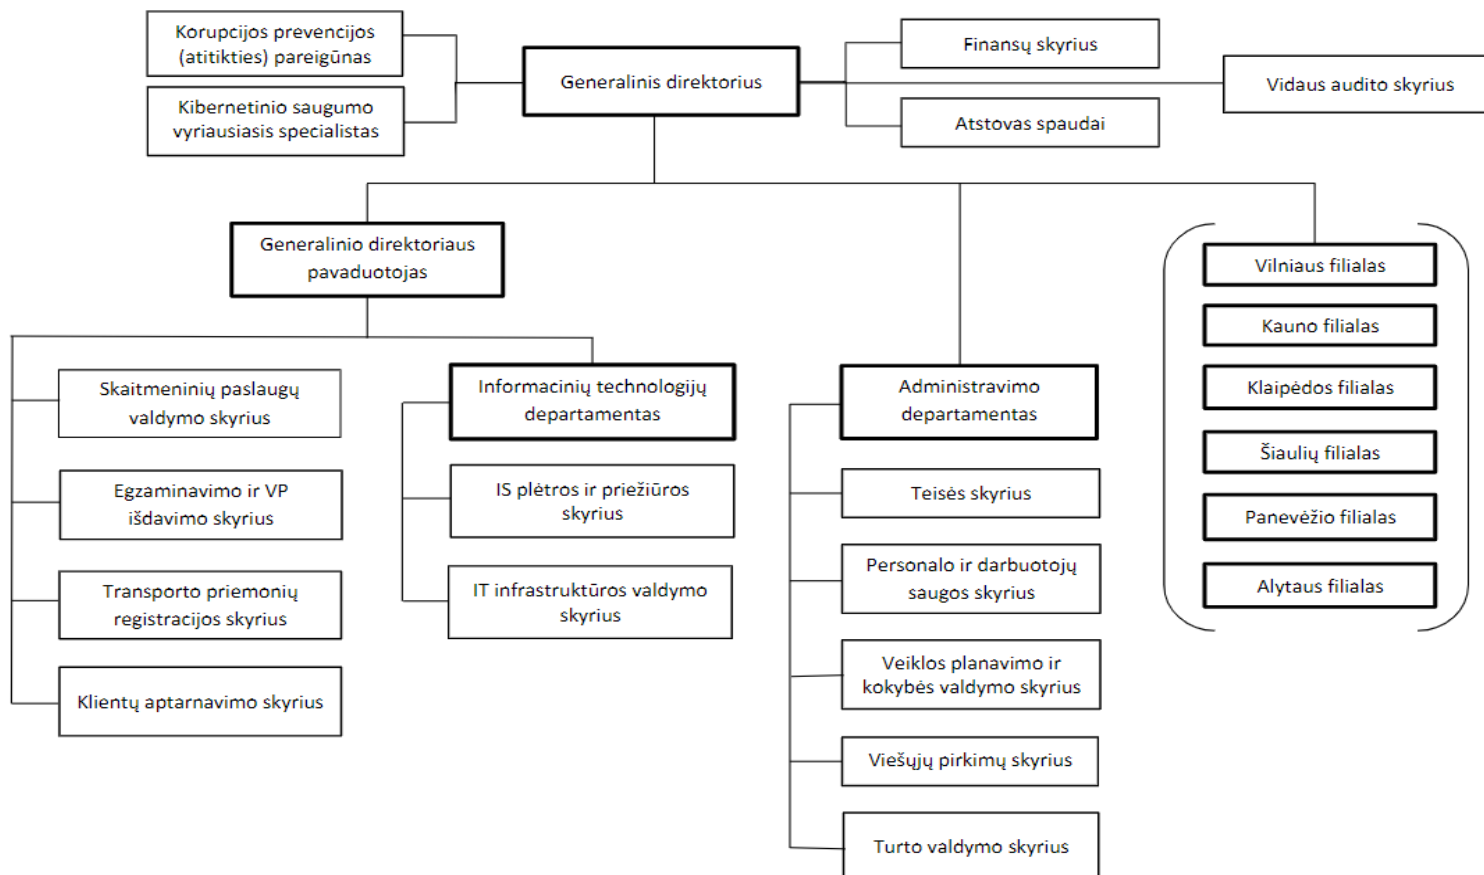 Korupcijos prevencijos
(atitikties) pareigūnas
Kibernetinio saugumo
vyriausiasis specialistas
Generalinis direktorius
Finansų skyrius
Atstovas spaudai
Vidaus audito skyrius
Generalinio direktoriaus
pavaduotojas
Skaitmeninių paslaugų
valdymo skyrius
Egzaminavimo ir VP
išdavimo skyrius
Transporto priemonių
registracijos skyrius
Klientų aptarnavimo skyrius
Informacinių technologijų
departamentas
IS plėtros ir priežiūros
skyrius
IT infrastruktūros valdymo
skyrius
Administravimo
departamentas
Teisės skyrius
Personalo ir darbuotojų
saugos skyrius
Veiklos planavimo ir
kokybės valdymo skyrius
Viešųjų pirkimų skyrius
Turto valdymo skyrius
Vilniaus filialas
Kauno filialas
Klaipėdos filialas
Šiaulių filialas
Panevėžio filialas
Alytaus filialas